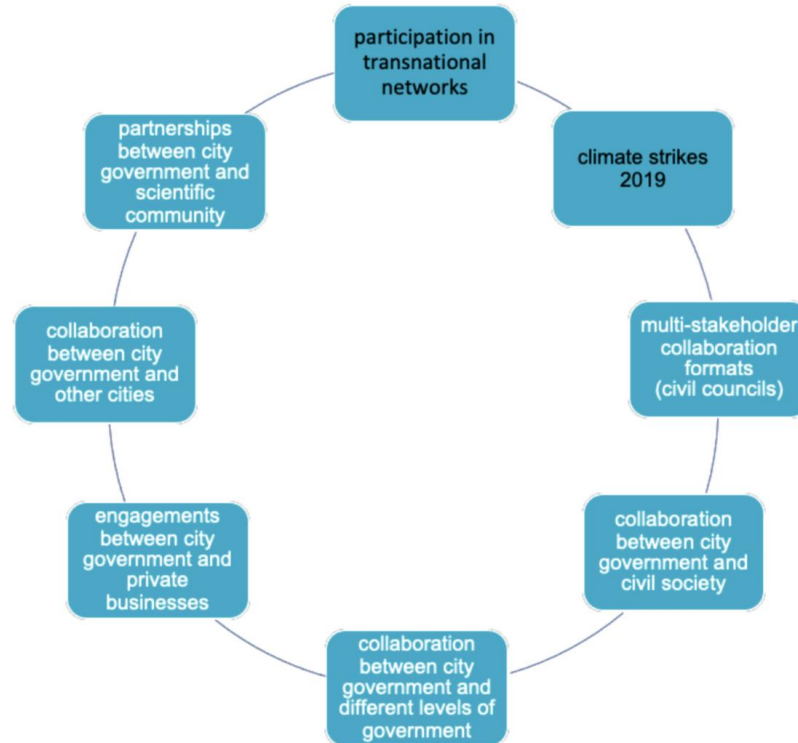 participation in
transnational
networks
climate strikes
2019
multi-stakeholder
collaboration
formats
(civil councils)
collaboration
between city
government and
civil society
collaboration
between city
government and
different levels of
government
engagements
between city
government and
private
businesses
collaboration
between city
government and
other cities
partnerships
between city
government and
scientific
community